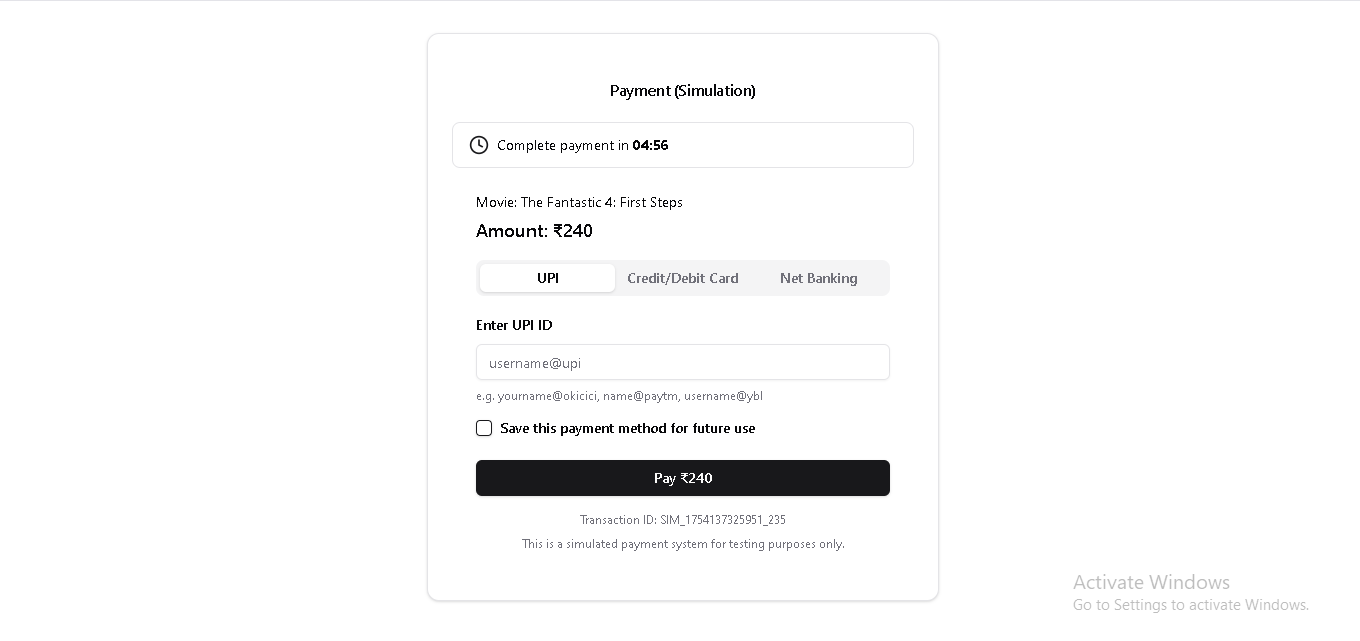 Payment (Simulation)
Complete payment in 04:56
Movie: The Fantastic 4: First Steps
Amount: ₹240
UPI Credit/Debit Card Net Banking
Enter UPI ID
username@upi
e.g. yourname@okicici, name@paytm, username@ybl
Save this payment method for future use
Pay ₹240
Transaction ID: SIM_1754137325951_235
This is a simulated payment system for testing purposes only.
Activate Windows
Go to Settings to activate Windows.